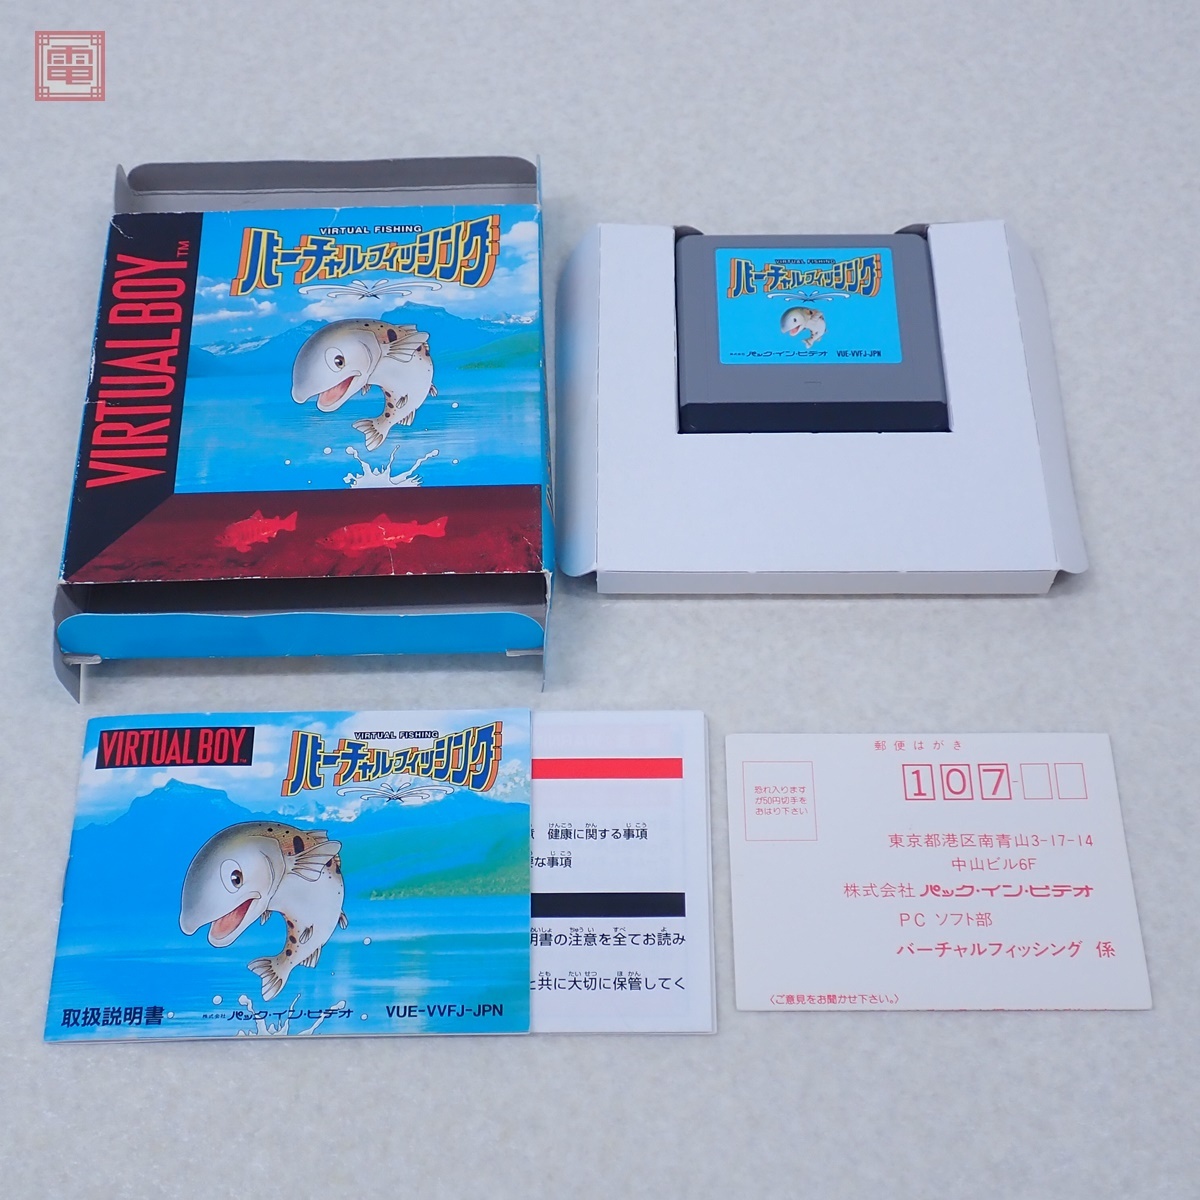 電
VIRTUAL BOY™
VIRTUAL FISHING
バーチャルフィッシング
VIRTUAL FISHING
バーチャルフィッシング
株式会社 パック・イン・ビデオ VUE-VVFJ-JPN
VIRTUAL BOY™
VIRTUAL FISHING
バーチャルフィッシング
取扱説明書
株式会社 パック・イン・ビデオ
VUE-VVFJ-JPN
健康に関する事項
な事項
明書の注意を全てお読み
と共に大切に保管してく
郵便はがき
107-
恐れ入ります
が50円切手を
おはり下さい
東京都港区南青山3-17-14
中山ビル6F
株式会社 パック・イン・ビデオ
PC ソフト部
バーチャルフィッシング 係
〈ご意見をお聞かせ下さい。〉